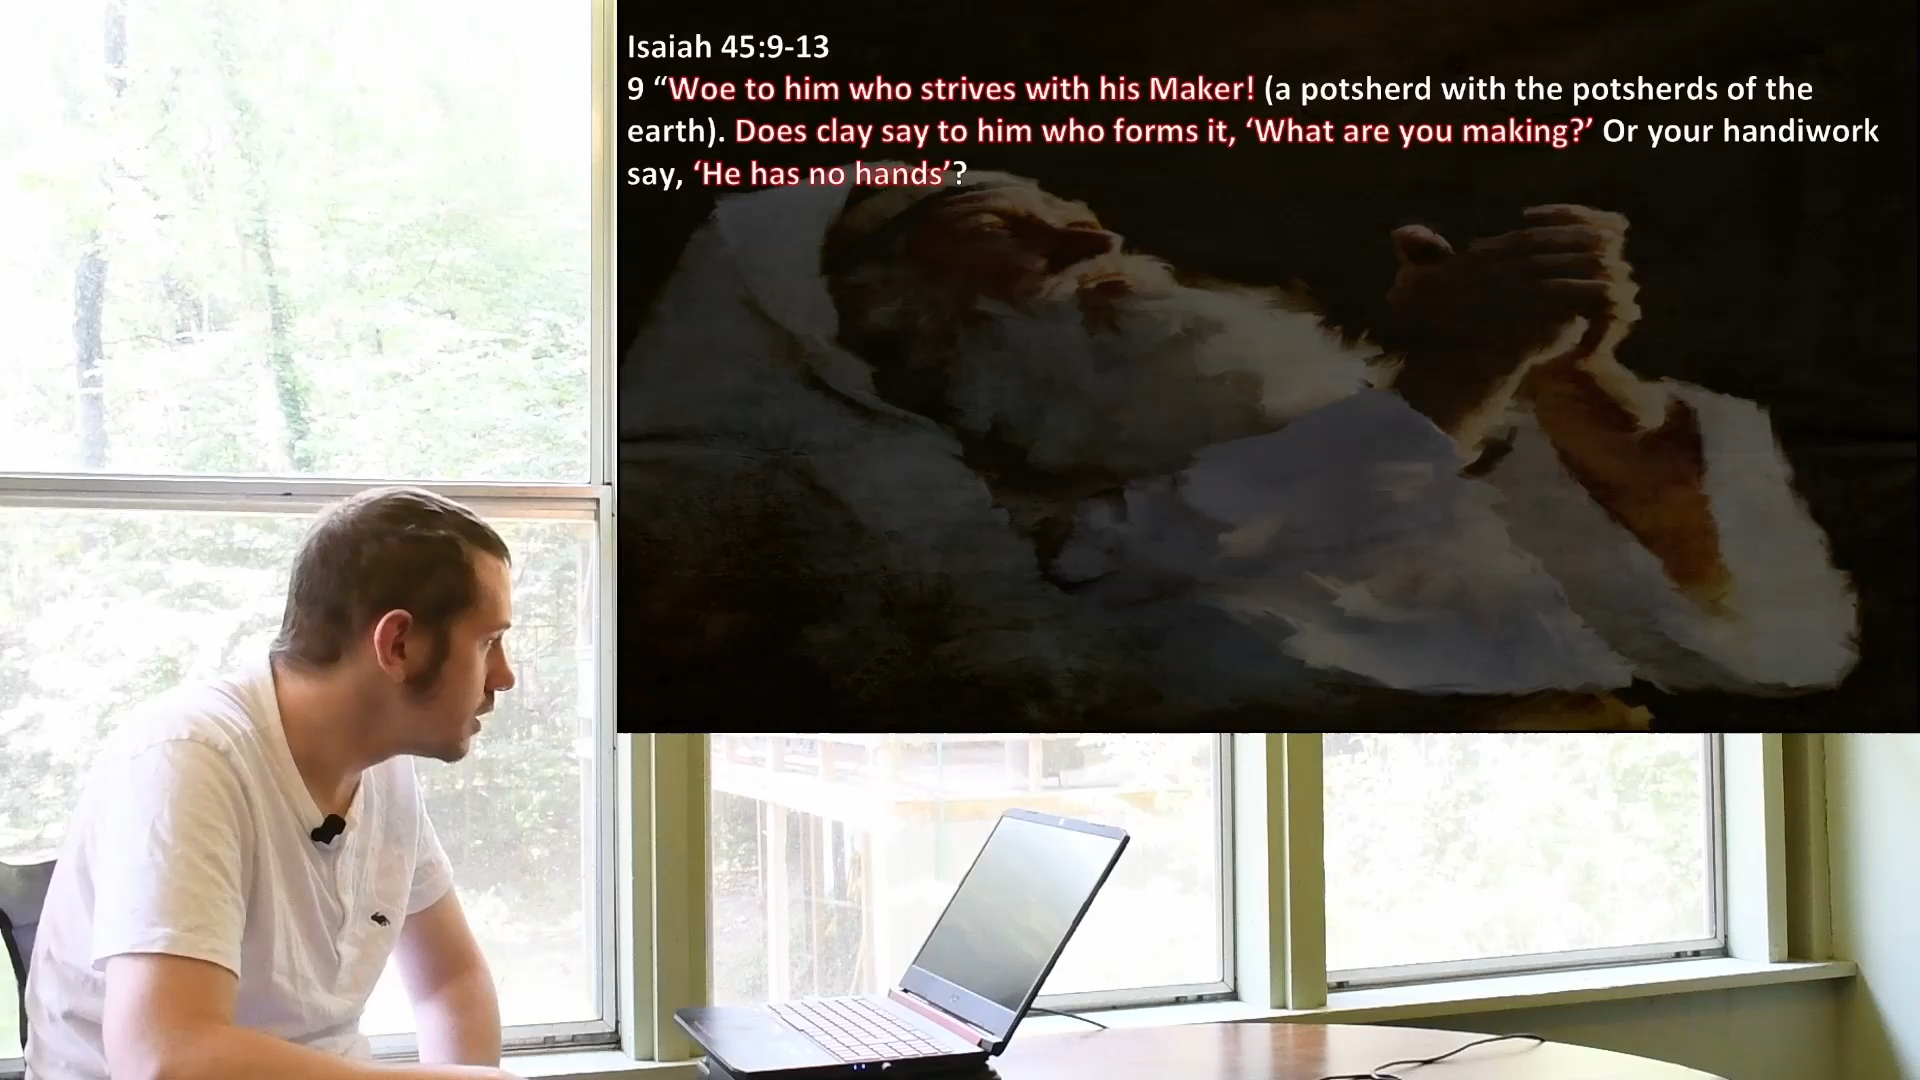 Isaiah 45:9-13
9 “Woe to him who strives with his Maker! (a potsherd with the potsherds of the
earth). Does clay say to him who forms it, ‘What are you making?’ Or your handiwork
say, ‘He has no hands’?